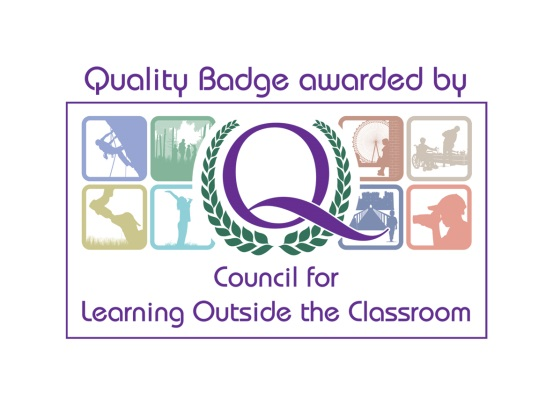 Quality Badge awarded by
Q
Council for
Learning Outside the Classroom